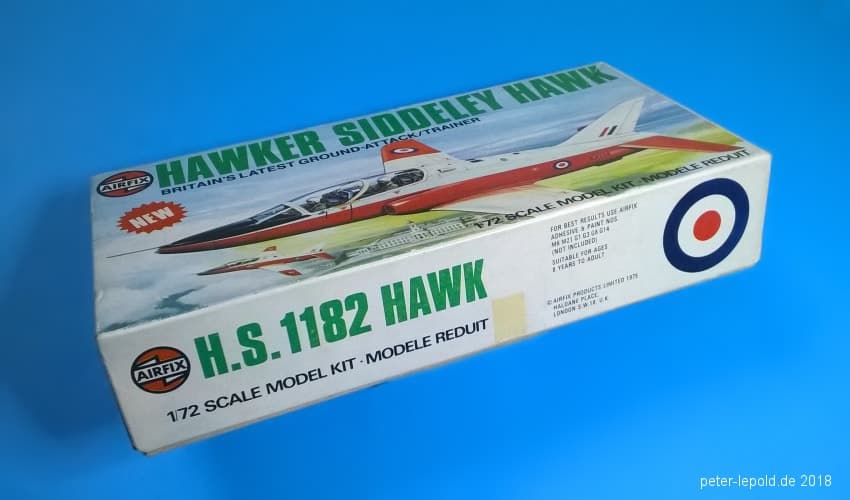 HAWKER SIDDELEY HAWK
BRITAIN'S LATEST GROUND-ATTACK/TRAINER
AIRFIX
NEW
1/72 SCALE MODEL KIT · MODELE REDUIT
H.S.1182 HAWK
AIRFIX
1/72 SCALE MODEL KIT · MODELE REDUIT
FOR BEST RESULTS USE AIRFIX
ADHESIVE & PAINT NOS.
M6 M21 G1 G3 G8 G14
(NOT INCLUDED)
SUITABLE FOR AGES
8 YEARS TO ADULT
© AIRFIX PRODUCTS LIMITED 1975
HALDANE PLACE,
LONDON S.W.18 U.K.
peter-lepold.de 2018